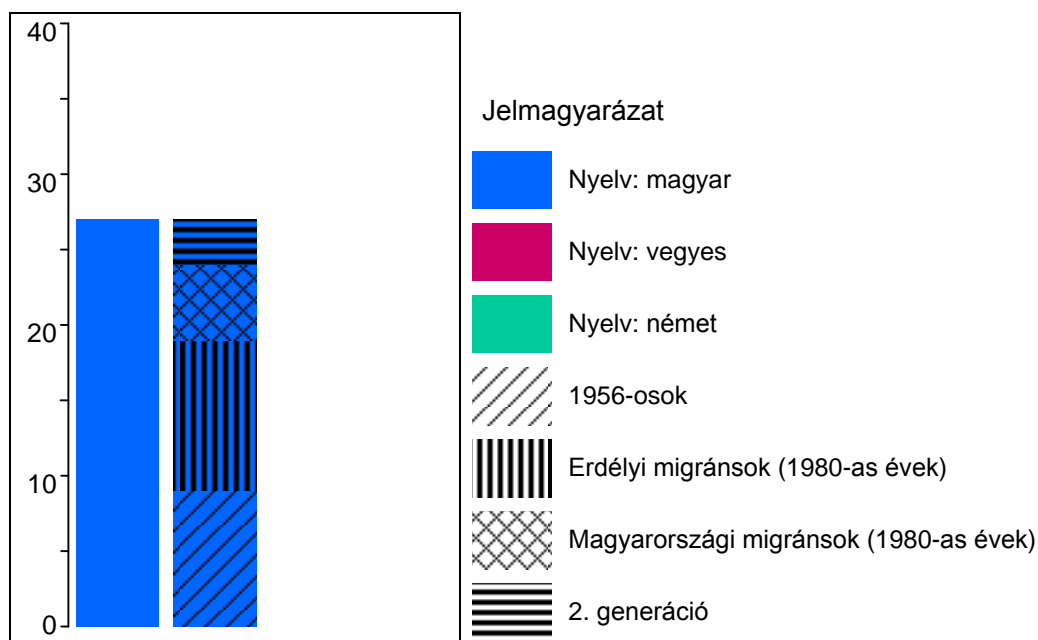 40
30
20
10
0
Jelmagyarázat
Nyelv: magyar
Nyelv: vegyes
Nyelv: német
1956-osok
Erdélyi migránsok (1980-as évek)
Magyarországi migránsok (1980-as évek)
2. generáció